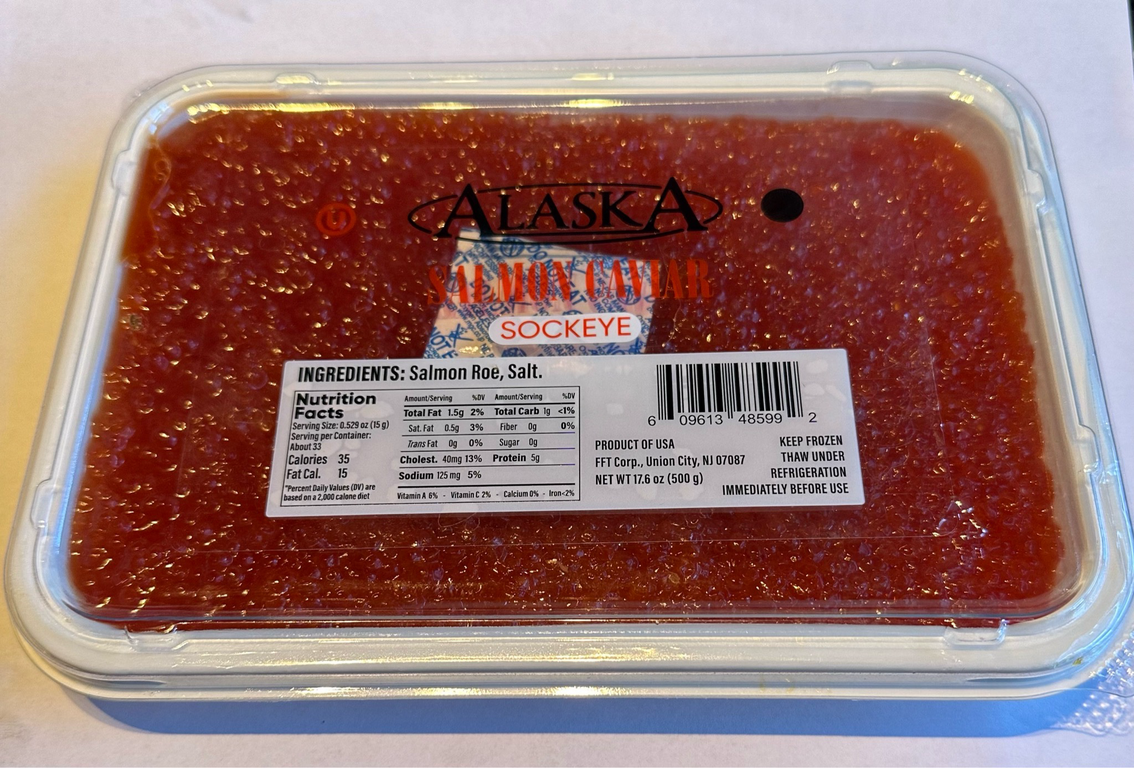 ALASKA
SALMON CAVIAR
SOCKEYE
INGREDIENTS: Salmon Roe, Salt.
Nutrition
Facts
Serving Size: 0.529 oz (15 g)
Serving per Container:
About 33
Calories 35
Fat Cal. 15
*Percent Daily Values (DV) are
based on a 2,000 calorie diet
Amount/Serving %DV Amount/Serving %DV
Total Fat 1.5g 2% Total Carb 1g <1%
Sat. Fat 0.5g 3% Fiber 0g 0%
Trans Fat 0g 0% Sugar 0g
Cholest. 40mg 13% Protein 5g
Sodium 125 mg 5%
Vitamin A 6% - Vitamin C 2% - Calcium 0% - Iron<2%
6 09613 48599 2
PRODUCT OF USA
FFT Corp., Union City, NJ 07087
NET WT 17.6 oz (500 g)
KEEP FROZEN
THAW UNDER
REFRIGERATION
IMMEDIATELY BEFORE USE